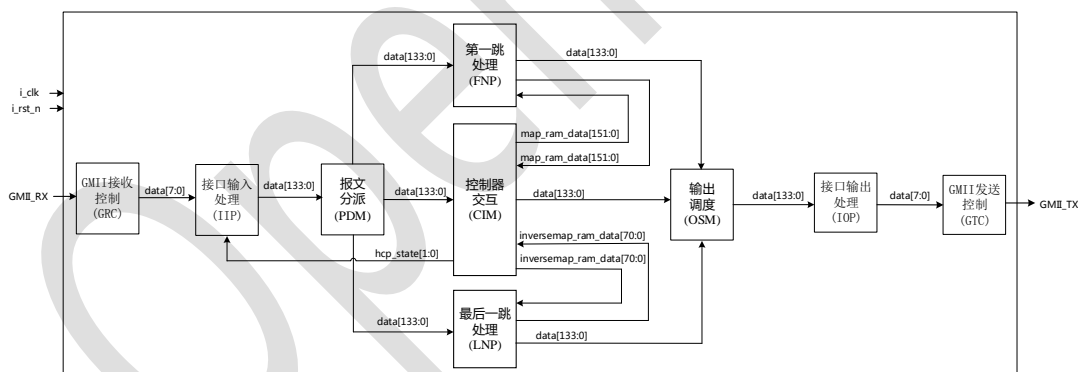 data[133:0]
第一跳
处理
(FNP)
data[133:0]
i_clk
i_rst_n
map_ram_data[151:0]
map_ram_data[151:0]
GMII_RX
GMII接收
控制
(GRC)
data[7:0]
接口输入
处理
(IIP)
data[133:0]
报文
分派
(PDM)
data[133:0]
控制器
交互
(CIM)
data[133:0]
输出
调度
(OSM)
data[133:0]
接口输出
处理
(IOP)
data[7:0]
GMII发送
控制
(GTC)
GMII_TX
hcp_state[1:0]
inversemap_ram_data[70:0]
inversemap_ram_data[70:0]
data[133:0]
最后一跳
处理
(LNP)
data[133:0]
Open